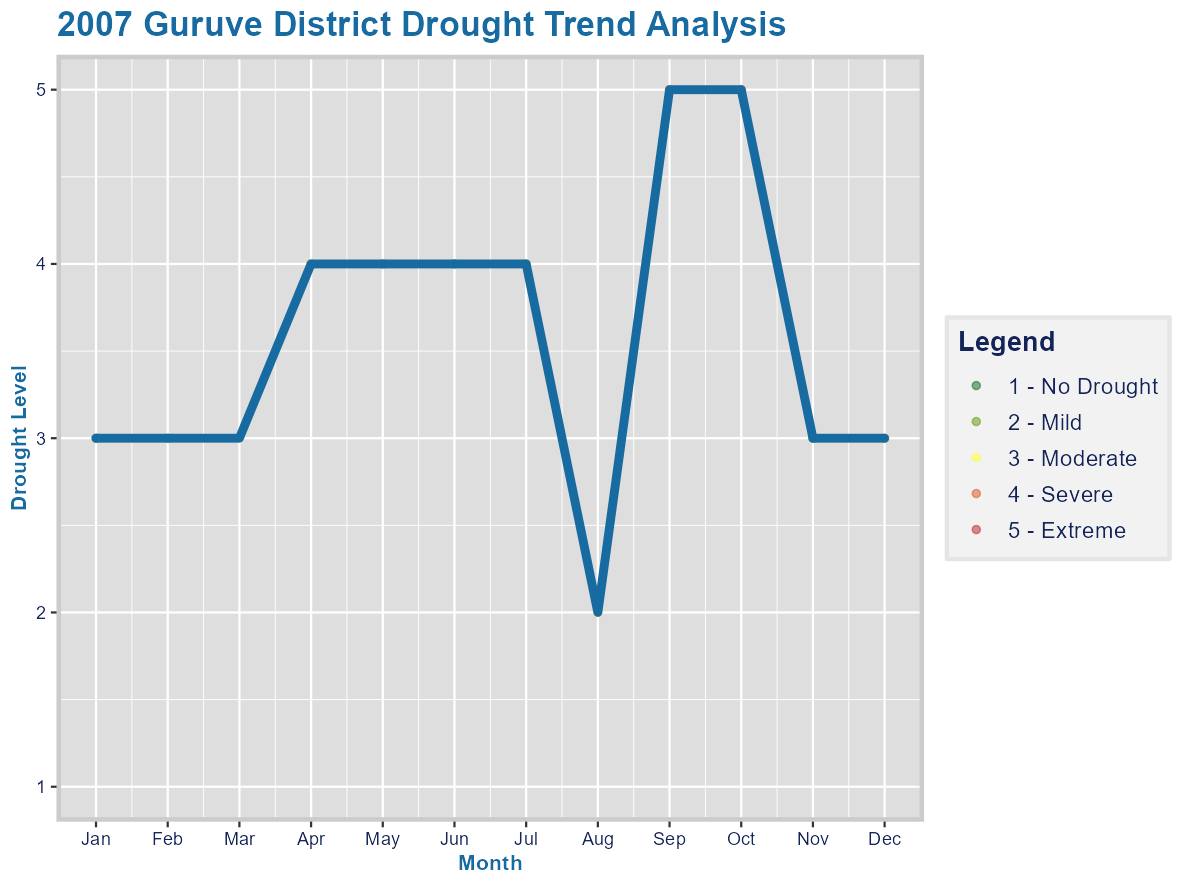 2007 Guruve District Drought Trend Analysis
5
4
3
2
1
Drought Level
Jan Feb Mar Apr May Jun Jul Aug Sep Oct Nov Dec
Month
Legend
1 - No Drought
2 - Mild
3 - Moderate
4 - Severe
5 - Extreme